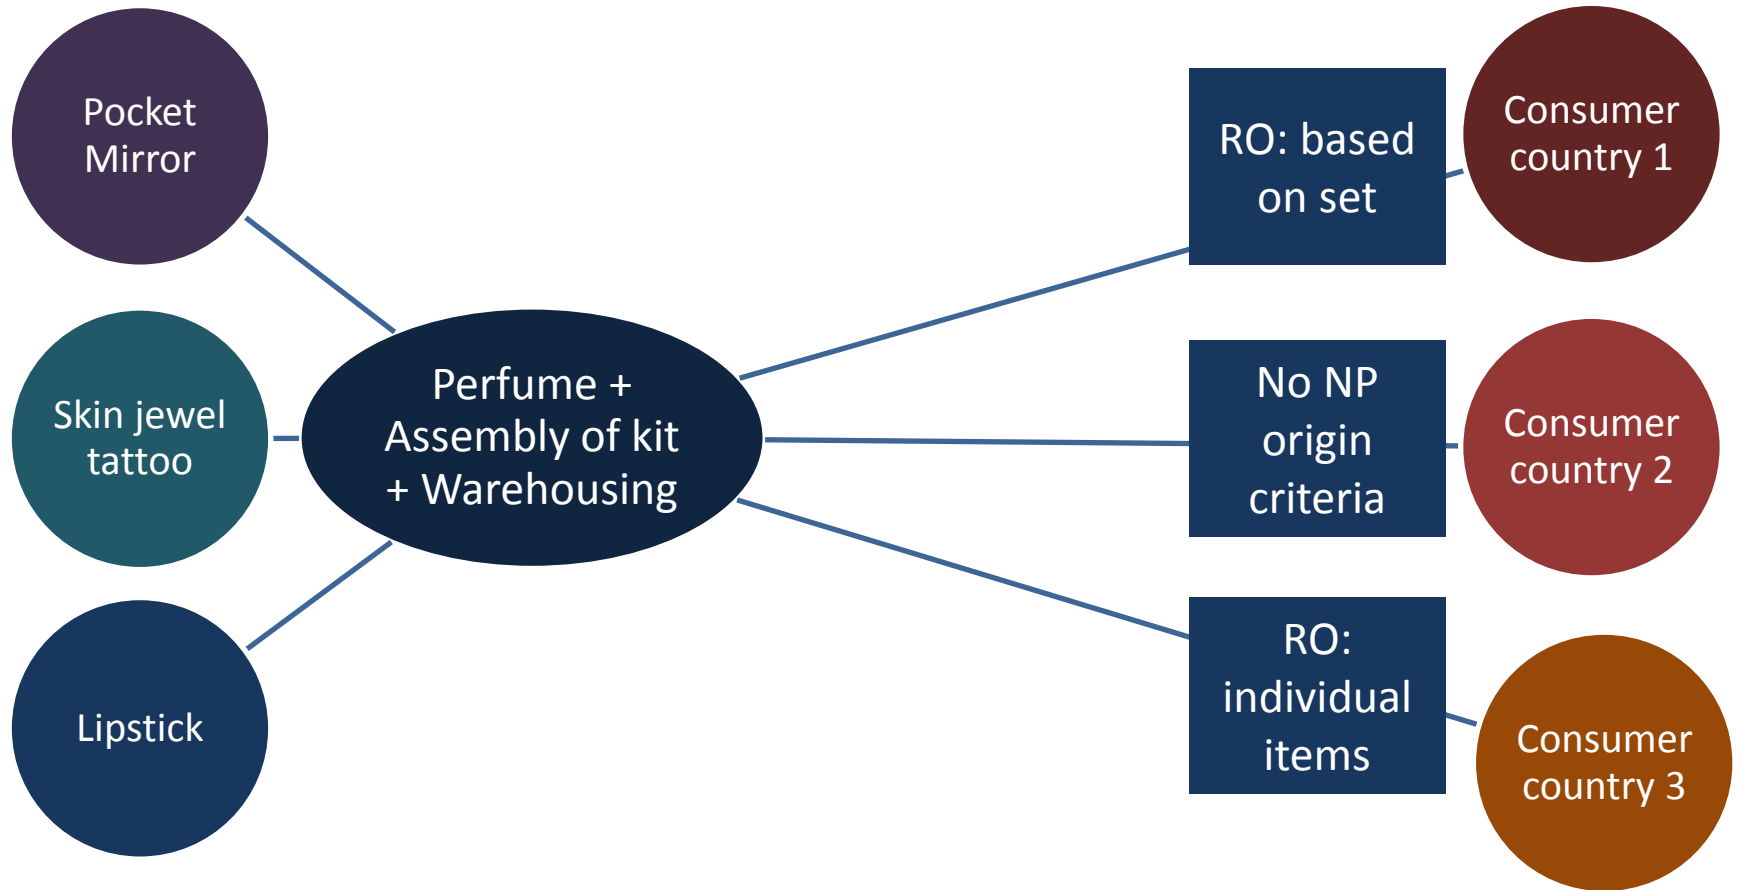 Pocket
Mirror
Skin jewel
tattoo
Lipstick
Perfume +
Assembly of kit
+ Warehousing
RO: based
on set
No NP
origin
criteria
RO:
individual
items
Consumer
country 1
Consumer
country 2
Consumer
country 3